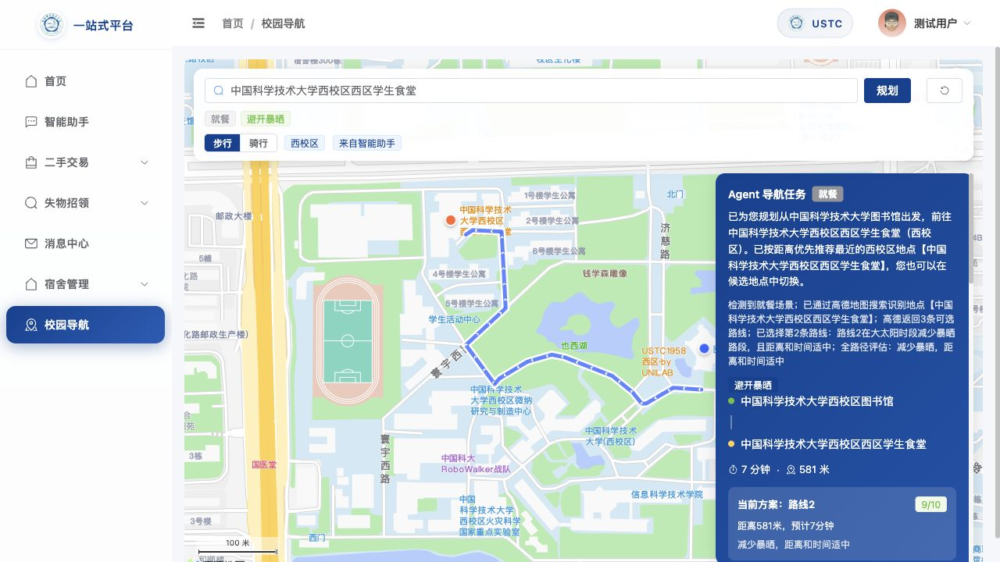 一站式平台
首页
智能助手
二手交易
失物招领
消息中心
宿舍管理
校园导航
首页 / 校园导航
USTC
测试用户
中国科学技术大学西校区西区学生食堂
规划
就餐
避开暴晒
步行
骑行
西校区
来自智能助手
邮政大楼
5幢
化路邮政生产楼)
3栋
国医堂
3号楼
西门
100 米
中国科学技术
大学西校区
1号楼学生公寓
2号楼学生公寓
6号楼学生公寓
4号楼学生公寓
5号楼学生公寓
学生活动中心
钱学森雕像
济慈路
北门
也西湖
USTC1958
西区·by
UNILAB
寰宇西
中国科学技术
大学西校区微纳
研究与制造中心
中国科学技术
大学(西校区)
寰宇西路
中国科大
RoboWalker战队
中国
科学技术大学
西校区火灾科学
国家重点实验室
信息科学技术学院
Agent 导航任务
就餐
已为您规划从中国科学技术大学图书馆出发，前往
中国科学技术大学西校区西区学生食堂（西校
区）。已按距离优先推荐最近的西校区地点【中国
科学技术大学西校区西区学生食堂】，您也可以在
候选地点中切换。
检测到就餐场景；已通过高德地图搜索识别地点【中国
科学技术大学西校区西区学生食堂】；高德返回3条可选
路线；已选择第2条路线：路线2在大太阳时段减少暴晒
路段，且距离和时间适中；全路径评估：减少暴晒，距
离和时间适中
避开暴晒
中国科学技术大学西校区图书馆
中国科学技术大学西校区西区学生食堂
7 分钟 · 581 米
当前方案：路线2
9/10
距离581米，预计7分钟
减少暴晒，距离和时间适中